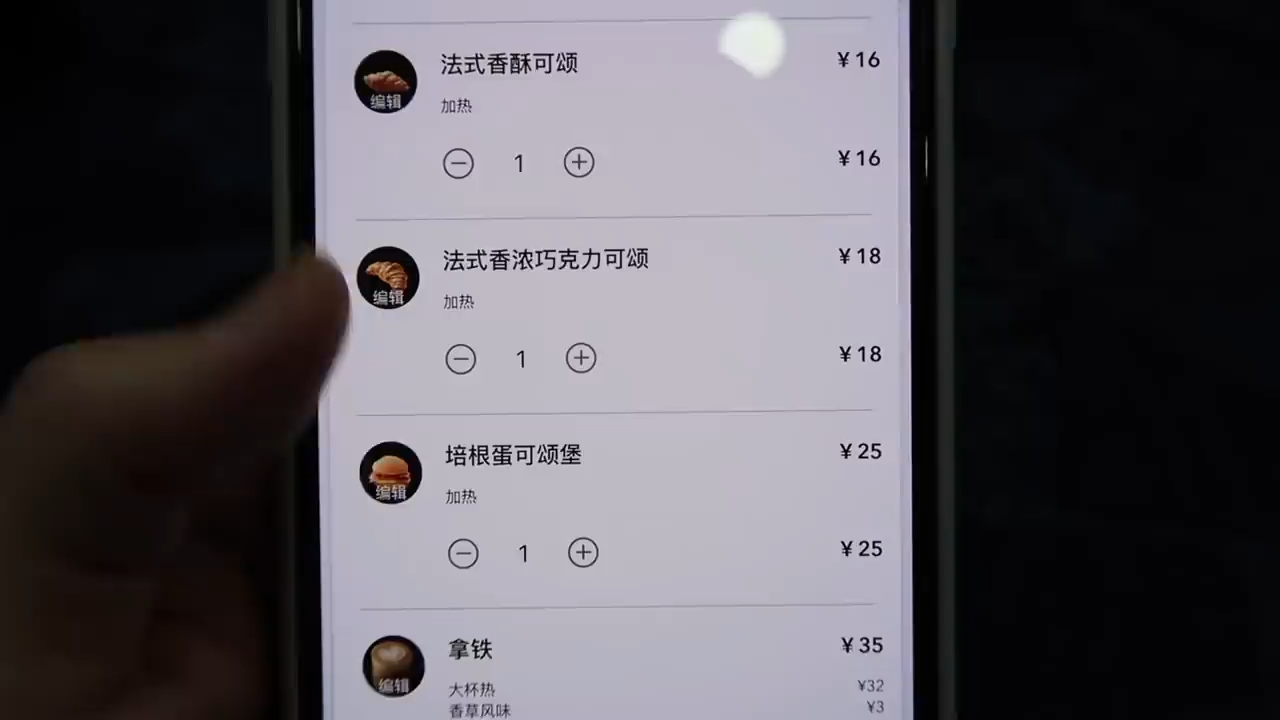 法式香酥可颂 ¥16
编辑
加热
1 ¥16
法式香浓巧克力可颂 ¥18
编辑
加热
1 ¥18
培根蛋可颂堡 ¥25
编辑
加热
1 ¥25
拿铁 ¥35
编辑
大杯热 ¥32
香草风味 ¥3